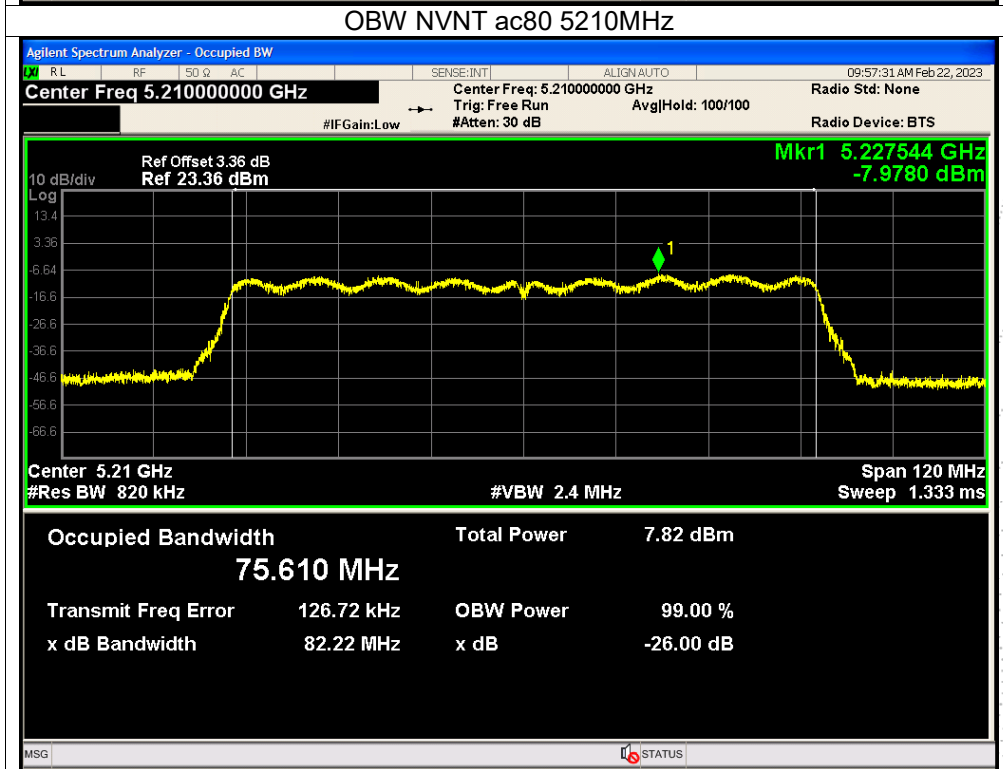 OBW NVNT ac80 5210MHz
Agilent Spectrum Analyzer - Occupied BW
LXI RL RF 50 Ω AC SENSE:INT ALIGN AUTO 09:57:31 AM Feb 22, 2023
Center Freq 5.210000000 GHz Center Freq: 5.210000000 GHz Radio Std: None
Trig: Free Run Avg|Hold: 100/100
#IFGain:Low #Atten: 30 dB Radio Device: BTS
Mkr1 5.227544 GHz
-7.9780 dBm
Ref Offset 3.36 dB
10 dB/div Ref 23.36 dBm
Log
13.4
3.36
1
-6.64
-16.6
-26.6
-36.6
-46.6
-56.6
-66.6
Center 5.21 GHz Span 120 MHz
#Res BW 820 kHz #VBW 2.4 MHz Sweep 1.333 ms
Occupied Bandwidth Total Power 7.82 dBm
75.610 MHz
Transmit Freq Error 126.72 kHz OBW Power 99.00 %
x dB Bandwidth 82.22 MHz x dB -26.00 dB
MSG STATUS